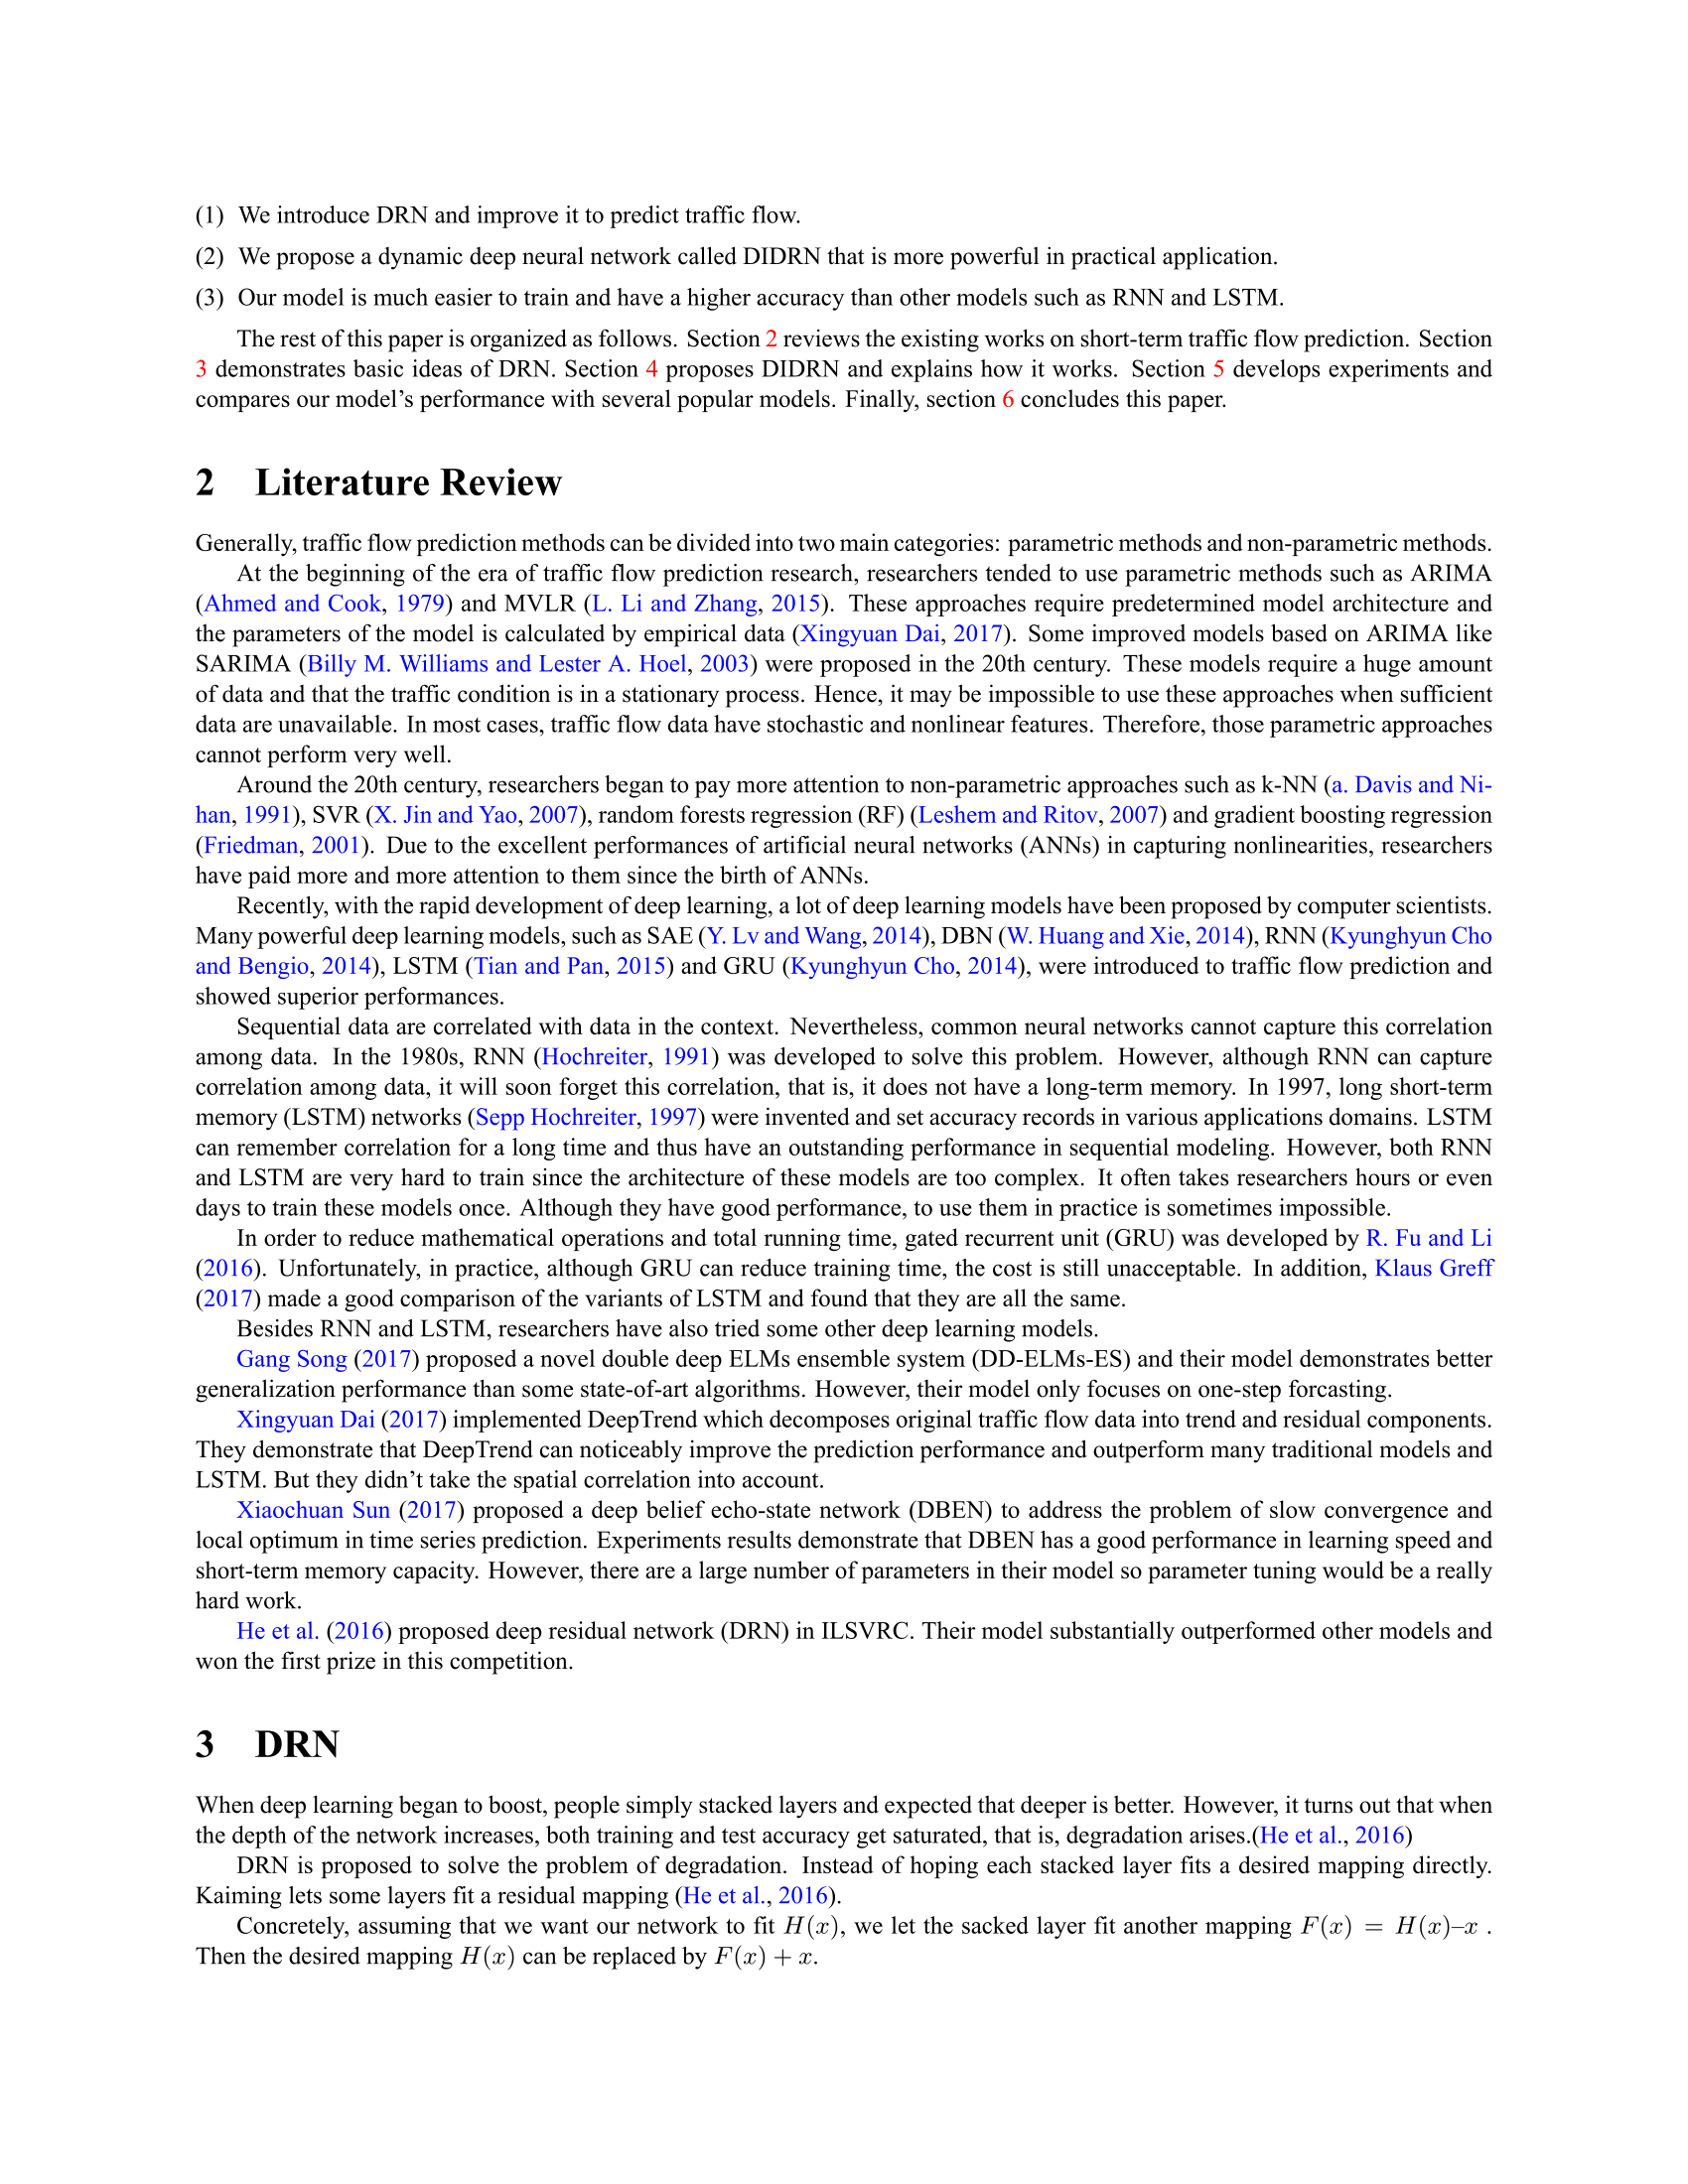 (1) We introduce DRN and improve it to predict traffic flow.
(2) We propose a dynamic deep neural network called DIDRN that is more powerful in practical application.
(3) Our model is much easier to train and have a higher accuracy than other models such as RNN and LSTM.
The rest of this paper is organized as follows. Section 2 reviews the existing works on short-term traffic flow prediction. Section
3 demonstrates basic ideas of DRN. Section 4 proposes DIDRN and explains how it works. Section 5 develops experiments and
compares our model's performance with several popular models. Finally, section 6 concludes this paper.
2 Literature Review
Generally, traffic flow prediction methods can be divided into two main categories: parametric methods and non-parametric methods.
At the beginning of the era of traffic flow prediction research, researchers tended to use parametric methods such as ARIMA
(Ahmed and Cook, 1979) and MVLR (L. Li and Zhang, 2015). These approaches require predetermined model architecture and
the parameters of the model is calculated by empirical data (Xingyuan Dai, 2017). Some improved models based on ARIMA like
SARIMA (Billy M. Williams and Lester A. Hoel, 2003) were proposed in the 20th century. These models require a huge amount
of data and that the traffic condition is in a stationary process. Hence, it may be impossible to use these approaches when sufficient
data are unavailable. In most cases, traffic flow data have stochastic and nonlinear features. Therefore, those parametric approaches
cannot perform very well.
Around the 20th century, researchers began to pay more attention to non-parametric approaches such as k-NN (a. Davis and Ni-
han, 1991), SVR (X. Jin and Yao, 2007), random forests regression (RF) (Leshem and Ritov, 2007) and gradient boosting regression
(Friedman, 2001). Due to the excellent performances of artificial neural networks (ANNs) in capturing nonlinearities, researchers
have paid more and more attention to them since the birth of ANNs.
Recently, with the rapid development of deep learning, a lot of deep learning models have been proposed by computer scientists.
Many powerful deep learning models, such as SAE (Y. Lv and Wang, 2014), DBN (W. Huang and Xie, 2014), RNN (Kyunghyun Cho
and Bengio, 2014), LSTM (Tian and Pan, 2015) and GRU (Kyunghyun Cho, 2014), were introduced to traffic flow prediction and
showed superior performances.
Sequential data are correlated with data in the context. Nevertheless, common neural networks cannot capture this correlation
among data. In the 1980s, RNN (Hochreiter, 1991) was developed to solve this problem. However, although RNN can capture
correlation among data, it will soon forget this correlation, that is, it does not have a long-term memory. In 1997, long short-term
memory (LSTM) networks (Sepp Hochreiter, 1997) were invented and set accuracy records in various applications domains. LSTM
can remember correlation for a long time and thus have an outstanding performance in sequential modeling. However, both RNN
and LSTM are very hard to train since the architecture of these models are too complex. It often takes researchers hours or even
days to train these models once. Although they have good performance, to use them in practice is sometimes impossible.
In order to reduce mathematical operations and total running time, gated recurrent unit (GRU) was developed by R. Fu and Li
(2016). Unfortunately, in practice, although GRU can reduce training time, the cost is still unacceptable. In addition, Klaus Greff
(2017) made a good comparison of the variants of LSTM and found that they are all the same.
Besides RNN and LSTM, researchers have also tried some other deep learning models.
Gang Song (2017) proposed a novel double deep ELMs ensemble system (DD-ELMs-ES) and their model demonstrates better
generalization performance than some state-of-art algorithms. However, their model only focuses on one-step forcasting.
Xingyuan Dai (2017) implemented DeepTrend which decomposes original traffic flow data into trend and residual components.
They demonstrate that DeepTrend can noticeably improve the prediction performance and outperform many traditional models and
LSTM. But they didn't take the spatial correlation into account.
Xiaochuan Sun (2017) proposed a deep belief echo-state network (DBEN) to address the problem of slow convergence and
local optimum in time series prediction. Experiments results demonstrate that DBEN has a good performance in learning speed and
short-term memory capacity. However, there are a large number of parameters in their model so parameter tuning would be a really
hard work.
He et al. (2016) proposed deep residual network (DRN) in ILSVRC. Their model substantially outperformed other models and
won the first prize in this competition.
3 DRN
When deep learning began to boost, people simply stacked layers and expected that deeper is better. However, it turns out that when
the depth of the network increases, both training and test accuracy get saturated, that is, degradation arises.(He et al., 2016)
DRN is proposed to solve the problem of degradation. Instead of hoping each stacked layer fits a desired mapping directly.
Kaiming lets some layers fit a residual mapping (He et al., 2016).
Concretely, assuming that we want our network to fit H(x), we let the sacked layer fit another mapping F(x) = H(x)–x .
Then the desired mapping H(x) can be replaced by F(x) + x.